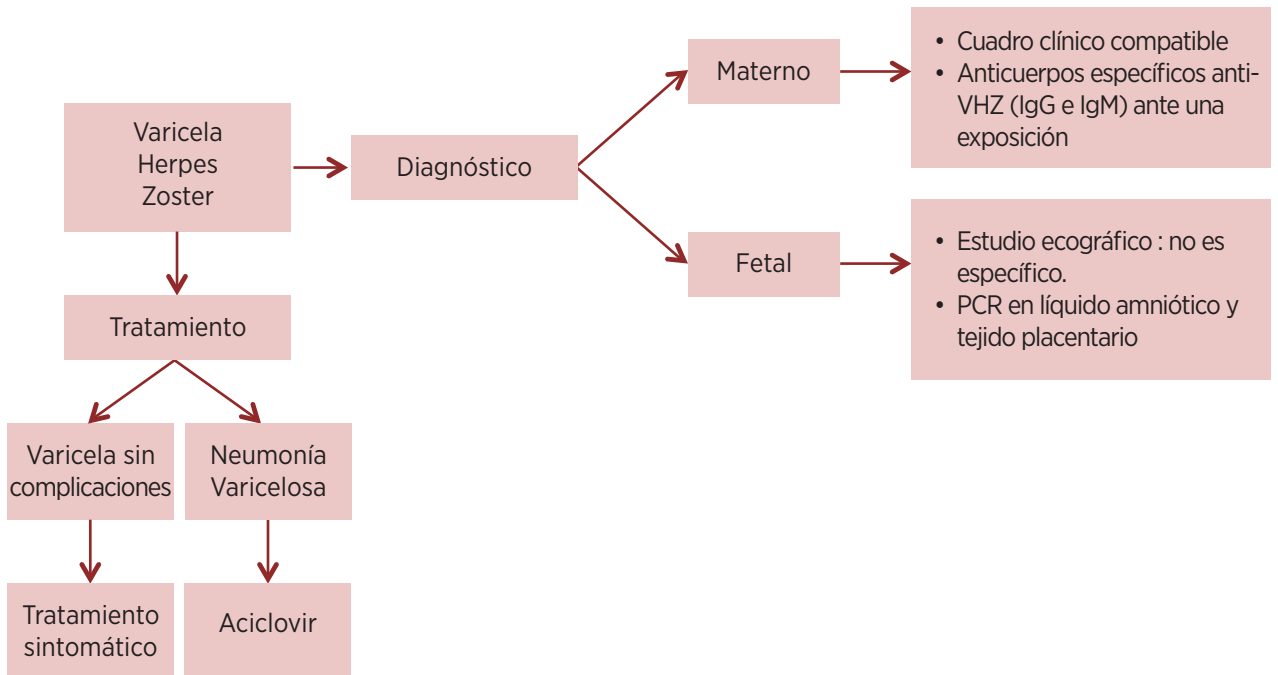 Varicela
Herpes
Zoster
Diagnóstico
Materno
• Cuadro clínico compatible
• Anticuerpos específicos anti-
VHZ (IgG e IgM) ante una
exposición
Fetal
• Estudio ecográfico : no es
específico.
• PCR en líquido amniótico y
tejido placentario
Tratamiento
Varicela sin
complicaciones
Neumonía
Varicelosa
Tratamiento
sintomático
Aciclovir